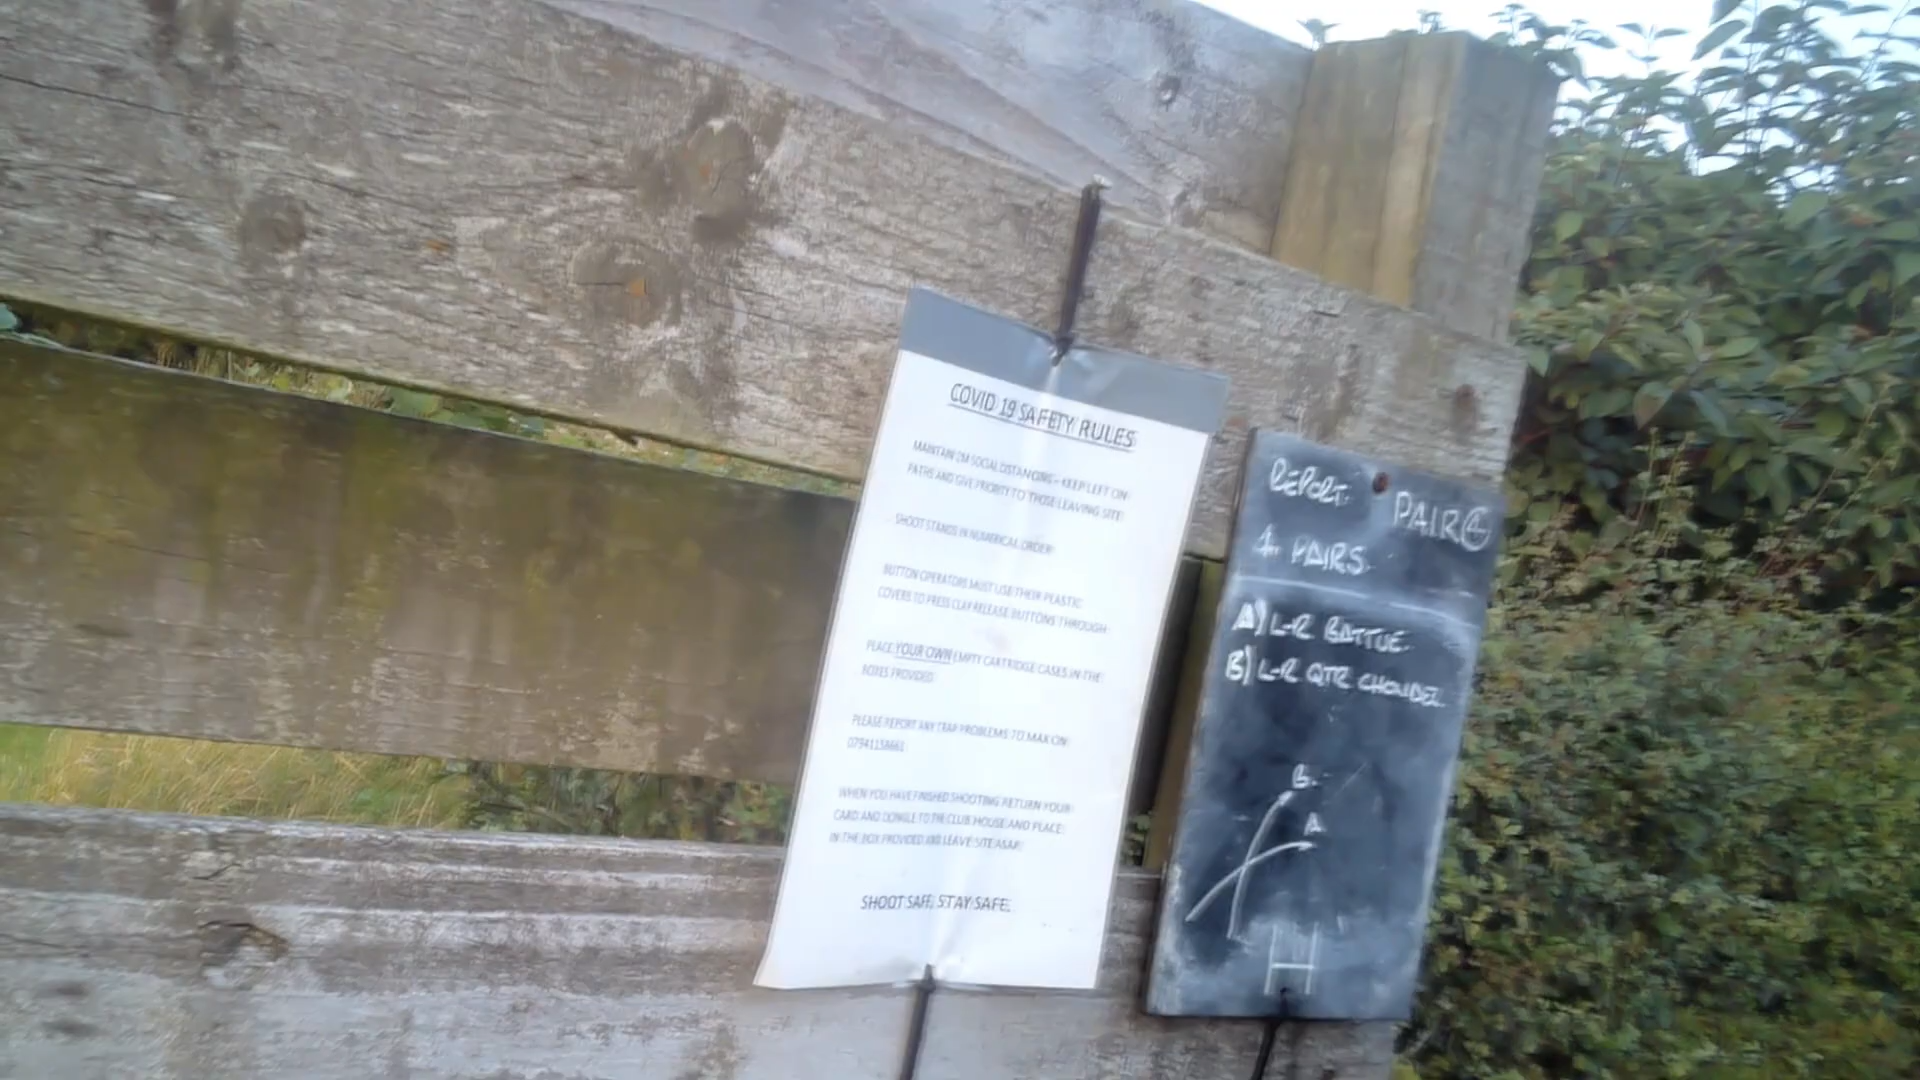 COVID 19 SAFETY RULES
MAINTAIN 2M SOCIAL DISTANCING – KEEP LEFT ON
PATHS AND GIVE PRIORITY TO THOSE LEAVING SITE
SHOOT STANDS IN NUMERICAL ORDER
BUTTON OPERATORS MUST USE THEIR PLASTIC
COVERS TO PRESS CLAY RELEASE BUTTONS THROUGH
PLACE YOUR OWN EMPTY CARTRIDGE CASES IN THE
BOXES PROVIDED
PLEASE REPORT ANY TRAP PROBLEMS TO MAX ON
WHEN YOU HAVE FINISHED SHOOTING RETURN YOUR
CARD AND DONGLE TO THE CLUB HOUSE AND PLACE
IN THE BOX PROVIDED AND LEAVE SITE ASAP
SHOOT SAFE, STAY SAFE.
REPORT: PAIR
1. PAIRS.
A) L-R BATTUE.
B) L-R QTR
B.
A